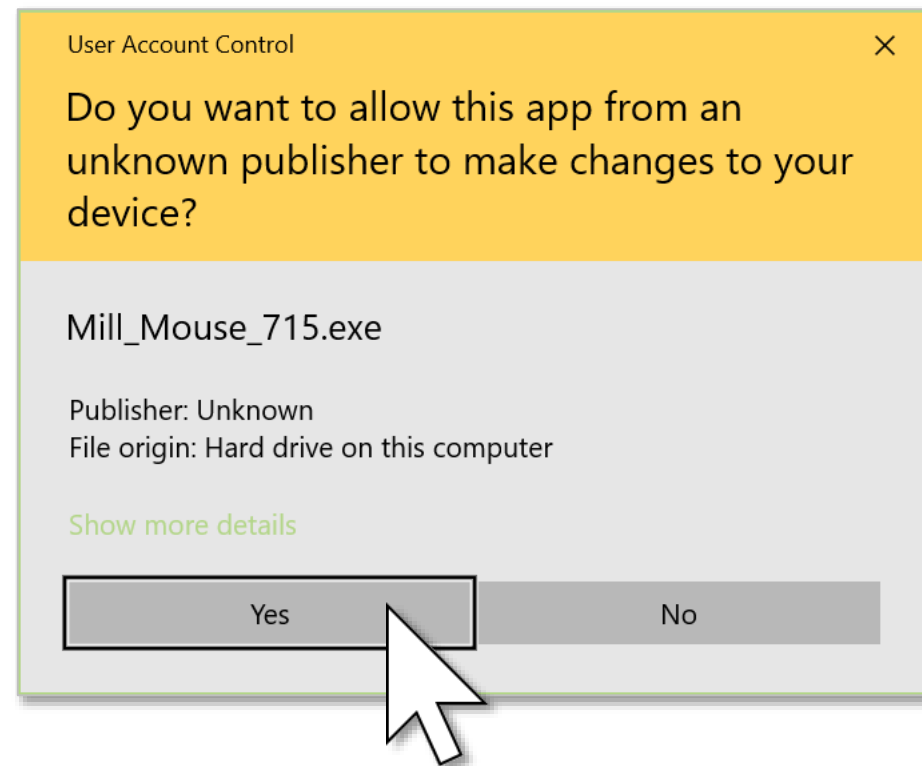 User Account Control
Do you want to allow this app from an
unknown publisher to make changes to your
device?
Mill_Mouse_715.exe
Publisher: Unknown
File origin: Hard drive on this computer
Show more details
Yes
No